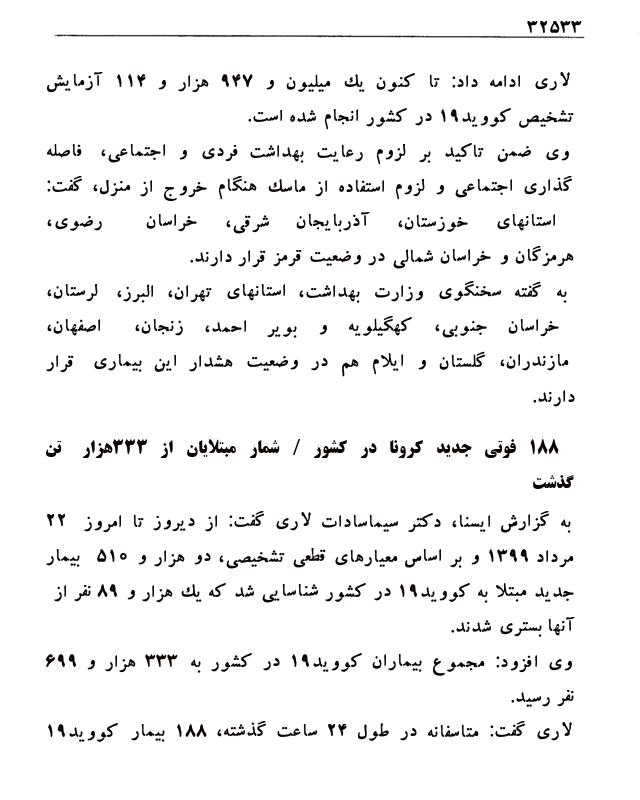 ۳۲۵۳۳
لاری ادامه داد: تا کنون یك میلیون و ۹۴۷ هزار و ۱۱۴ آزمایش
تشخیص کووید۱۹ در کشور انجام شده است.
وی ضمن تاکید بر لزوم رعایت بهداشت فردی و اجتماعی، فاصله
گذاری اجتماعی و لزوم استفاده از ماسك هنگام خروج از منزل، گفت:
استانهای خوزستان، آذربایجان شرقی، خراسان رضوی،
هرمزگان و خراسان شمالی در وضعیت قرمز قرار دارند.
به گفته سخنگوی وزارت بهداشت، استانهای تهران، البرز، لرستان،
خراسان جنوبی، کهگیلویه و بویر احمد، زنجان، اصفهان،
مازندران، گلستان و ایلام هم در وضعیت هشدار این بیماری قرار
دارند.
۱۸۸ فوتی جدید کرونا در کشور / شمار مبتلایان از ۳۳۳هزار تن
گذشت
به گزارش ایسنا، دکتر سیماسادات لاری گفت: از دیروز تا امروز ۲۲
مرداد ۱۳۹۹ و بر اساس معیارهای قطعی تشخیصی، دو هزار و ۵۱۰ بیمار
جدید مبتلا به کووید۱۹ در کشور شناسایی شد که یك هزار و ۸۹ نفر از
آنها بستری شدند.
وی افزود: مجموع بیماران کووید۱۹ در کشور به ۳۳۳ هزار و ۶۹۹
نفر رسید.
لاری گفت: متاسفانه در طول ۲۴ ساعت گذشته، ۱۸۸ بیمار کووید۱۹